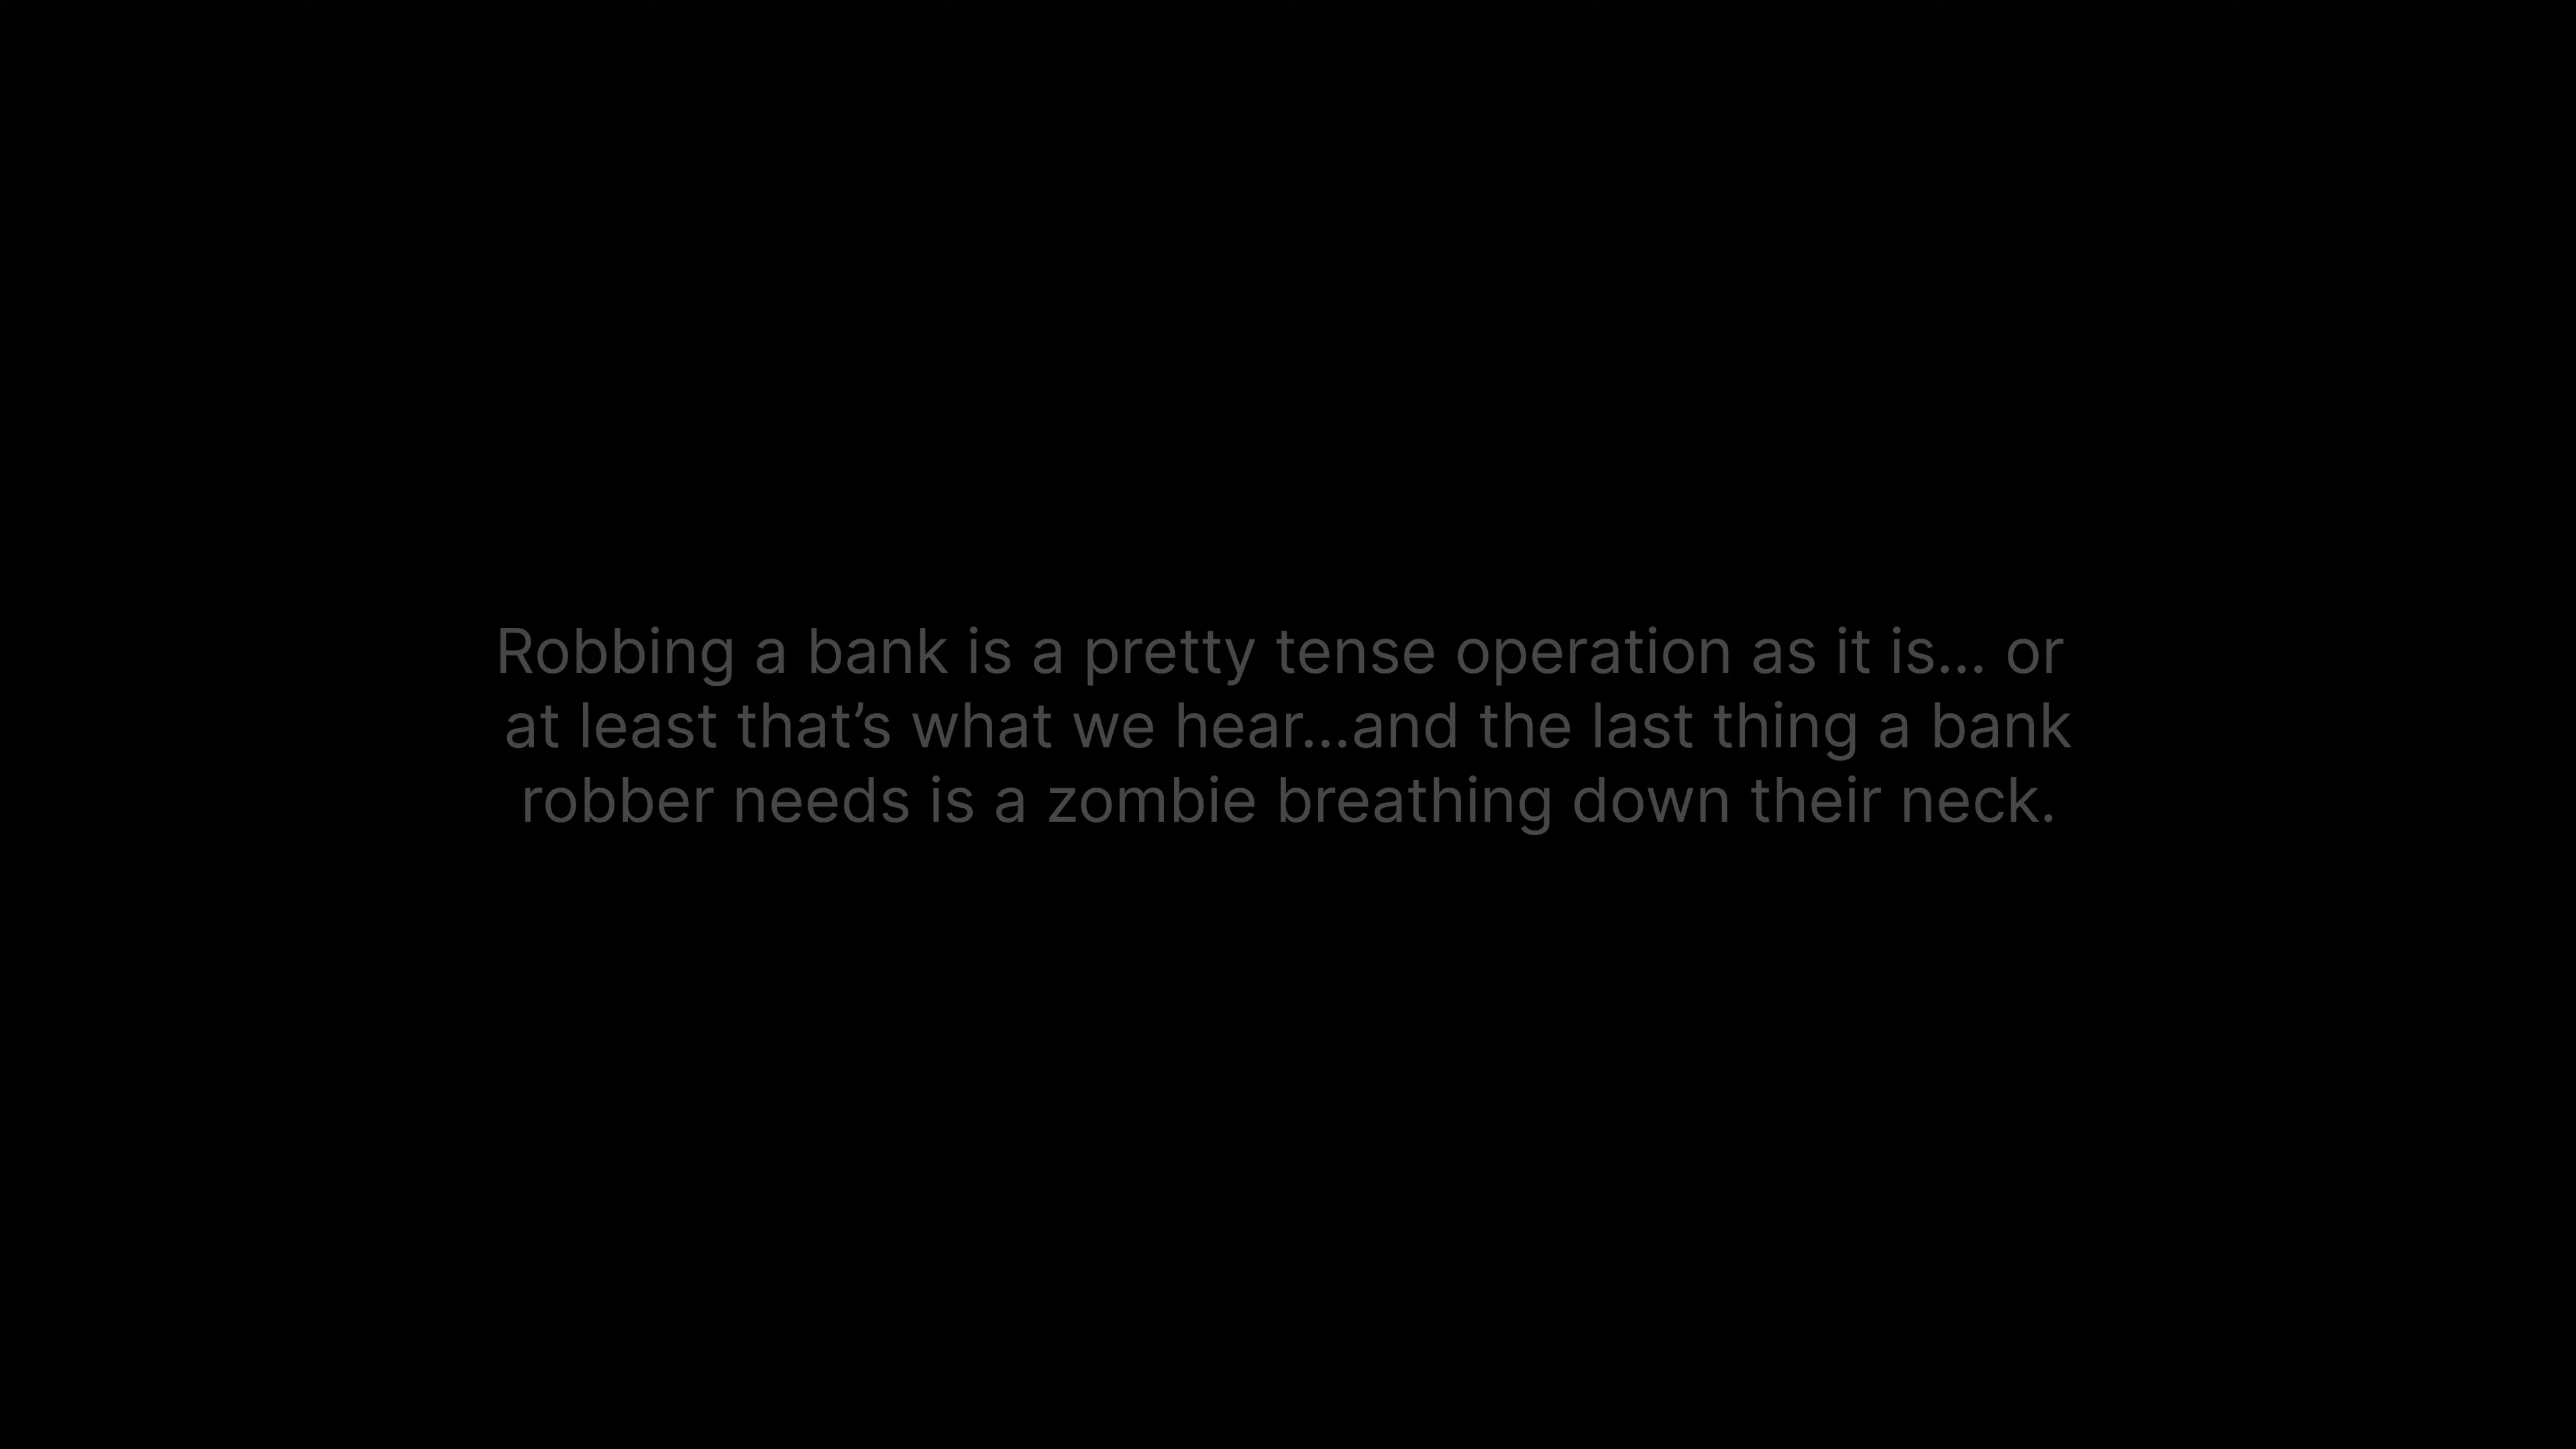 Robbing a bank is a pretty tense operation as it is... or
at least that’s what we hear...and the last thing a bank
robber needs is a zombie breathing down their neck.